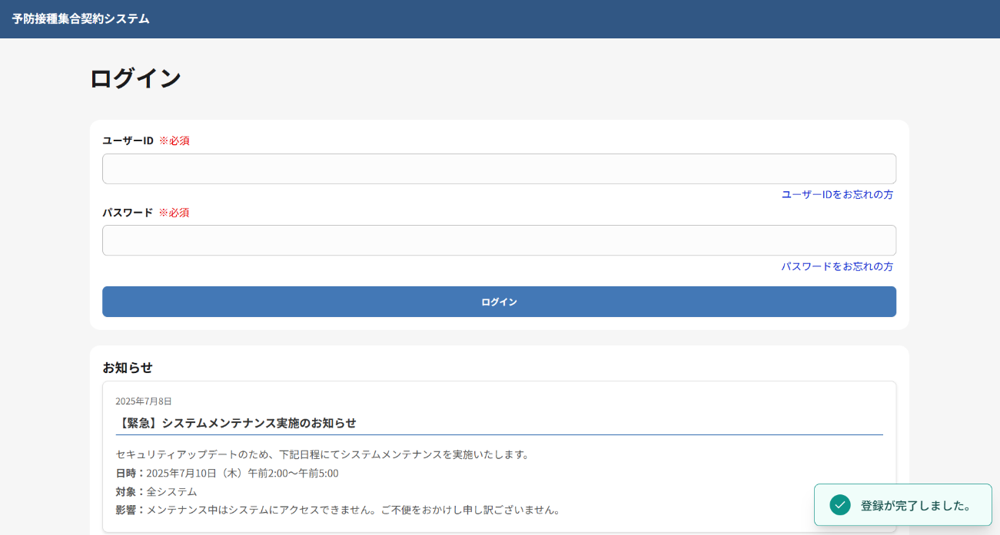 予防接種集合契約システム
ログイン
ユーザーID ※必須
ユーザーIDをお忘れの方
パスワード ※必須
パスワードをお忘れの方
ログイン
お知らせ
2025年7月8日
【緊急】システムメンテナンス実施のお知らせ
セキュリティアップデートのため、下記日程にてシステムメンテナンスを実施いたします。
日時：2025年7月10日（木）午前2:00～午前5:00
対象：全システム
影響：メンテナンス中はシステムにアクセスできません。ご不便をおかけし申し訳ございません。
登録が完了しました。